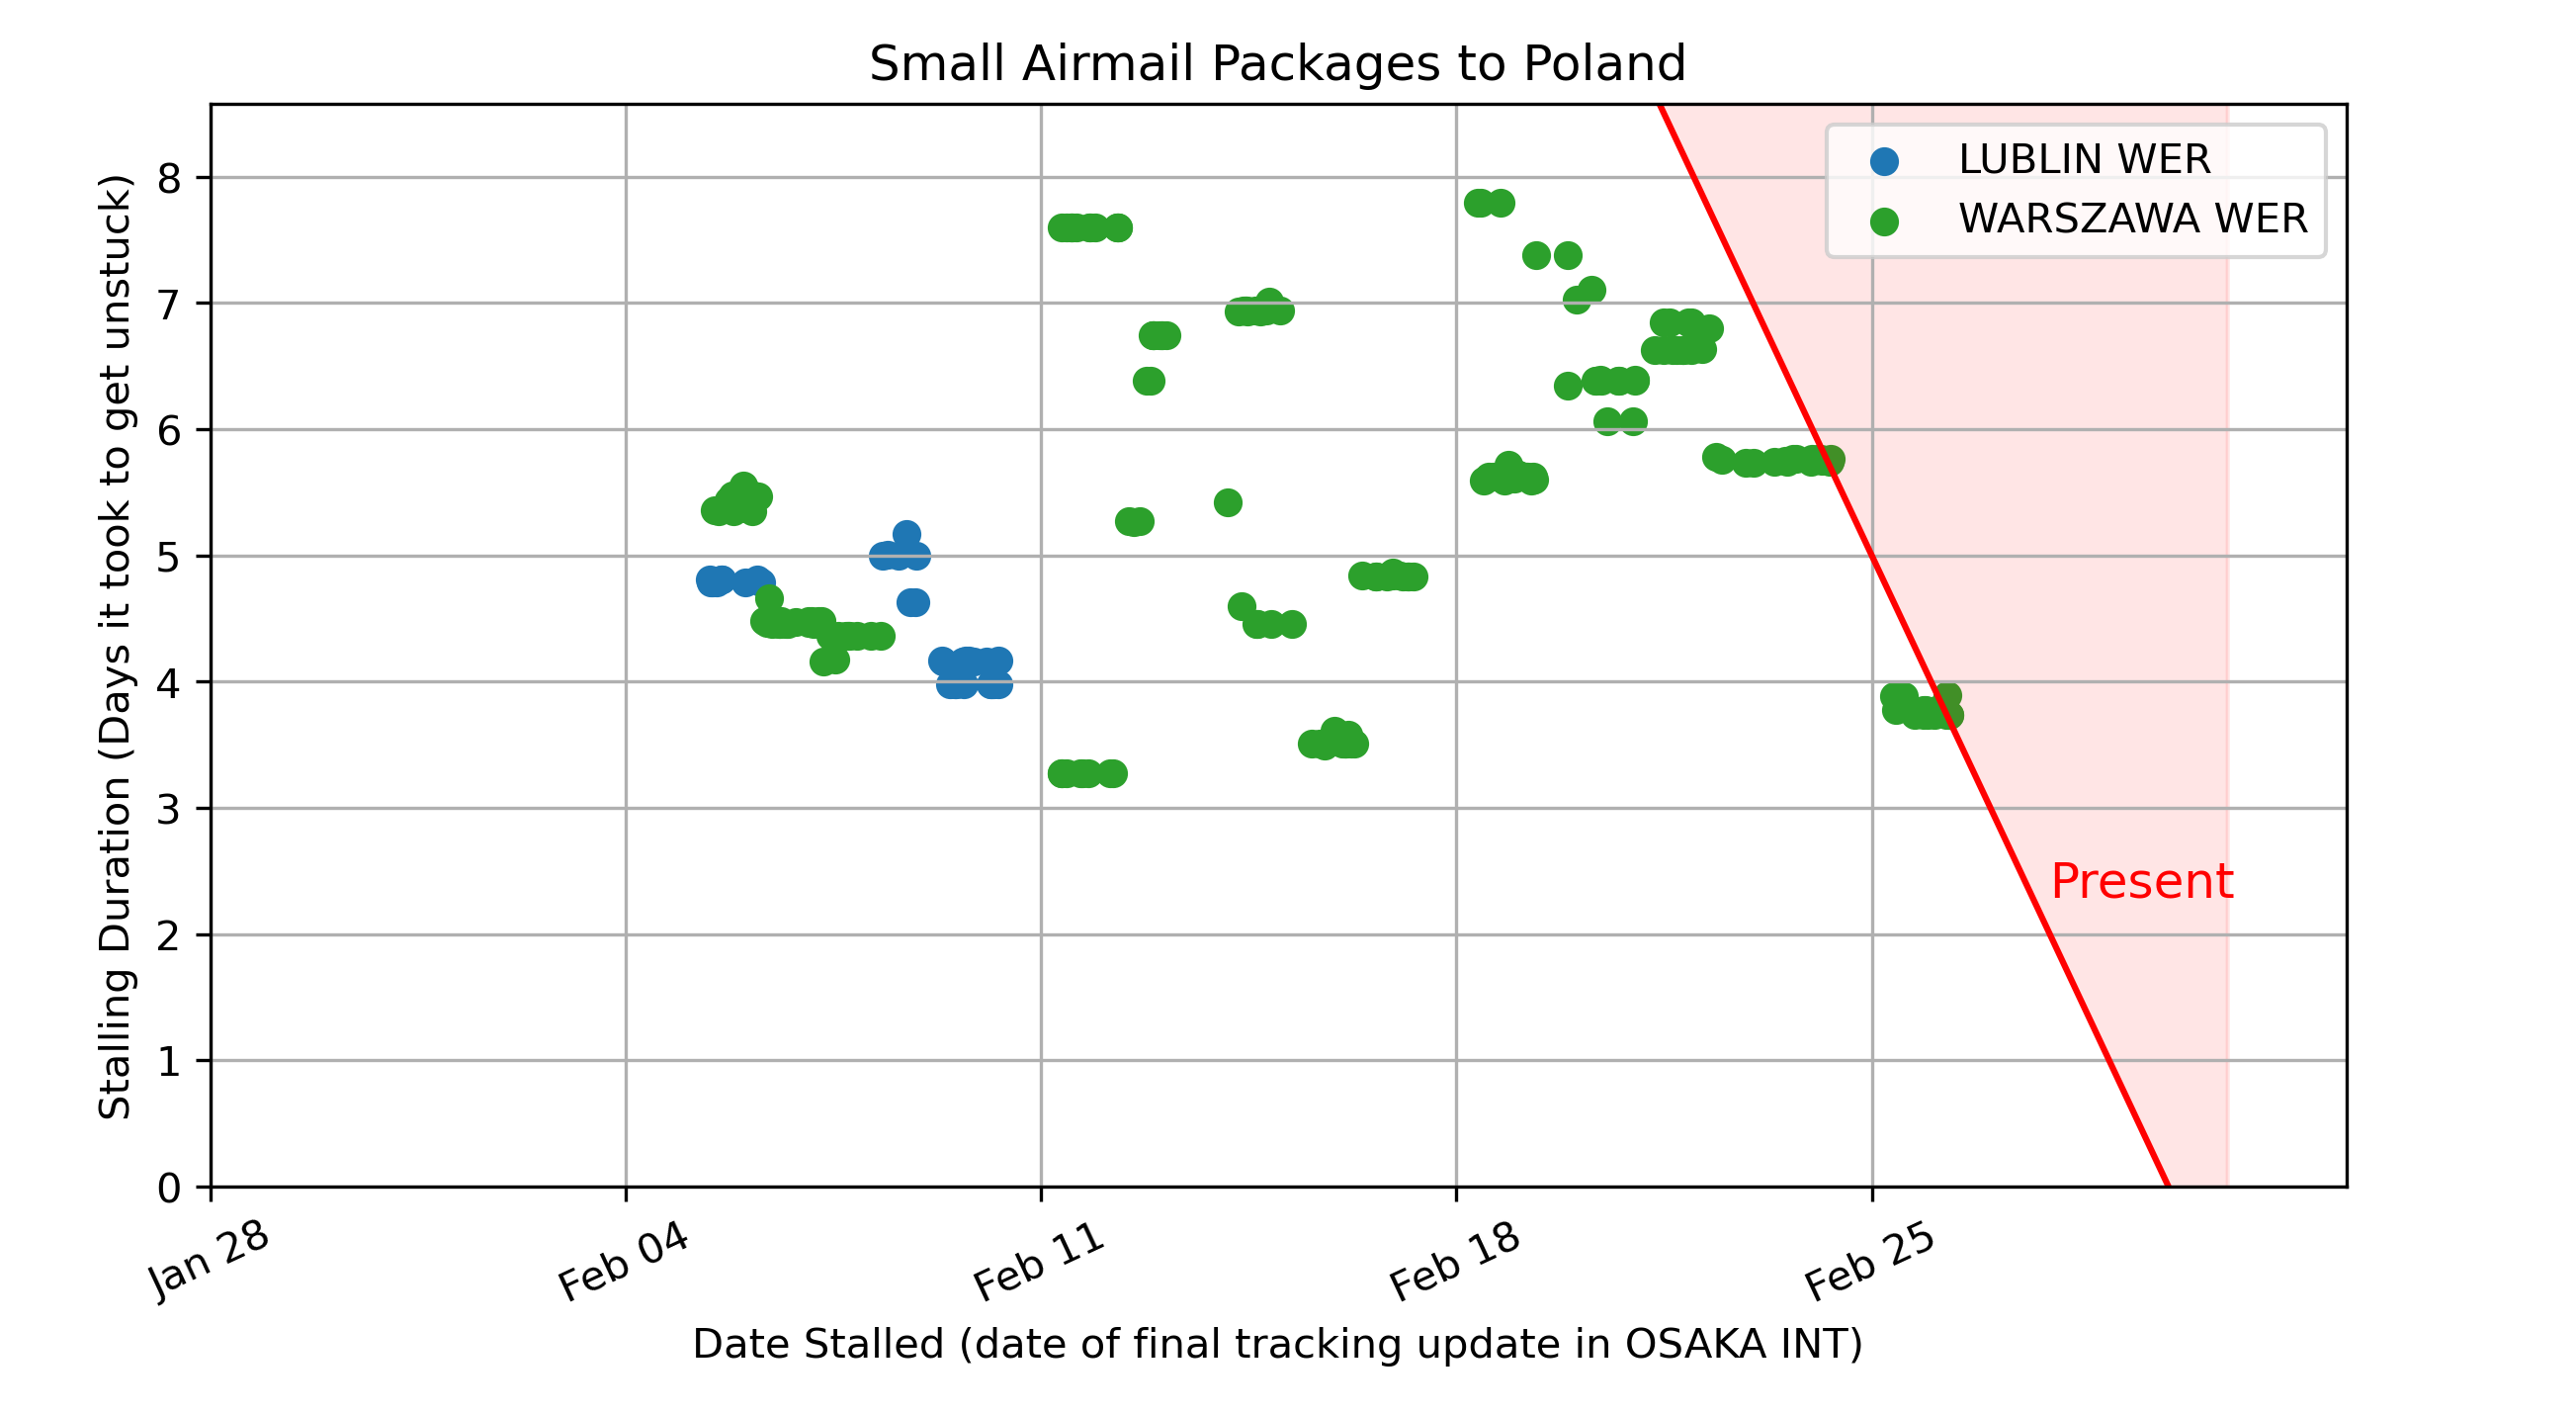 Small Airmail Packages to Poland
Stalling Duration (Days it took to get unstuck)
8
7
6
5
4
3
2
1
0
LUBLIN WER
WARSZAWA WER
Present
Jan 28
Feb 04
Feb 11
Feb 18
Feb 25
Date Stalled (date of final tracking update in OSAKA INT)